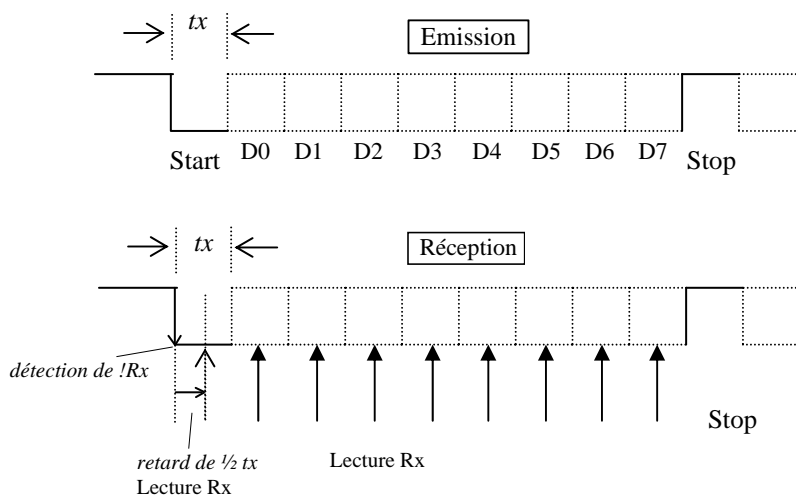 tx
Emission
Start D0 D1 D2 D3 D4 D5 D6 D7 Stop
tx
Réception
détection de !Rx
Stop
retard de ½ tx
Lecture Rx
Lecture Rx